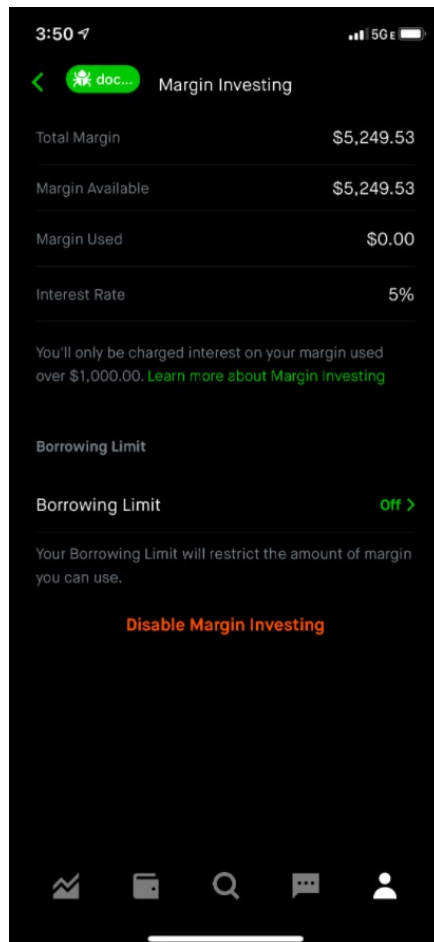 3:50
5G E
doc...
Margin Investing
Total Margin $5,249.53
Margin Available $5,249.53
Margin Used $0.00
Interest Rate 5%
You'll only be charged interest on your margin used
over $1,000.00. Learn more about Margin Investing
Borrowing Limit
Borrowing Limit Off
Your Borrowing Limit will restrict the amount of margin
you can use.
Disable Margin Investing